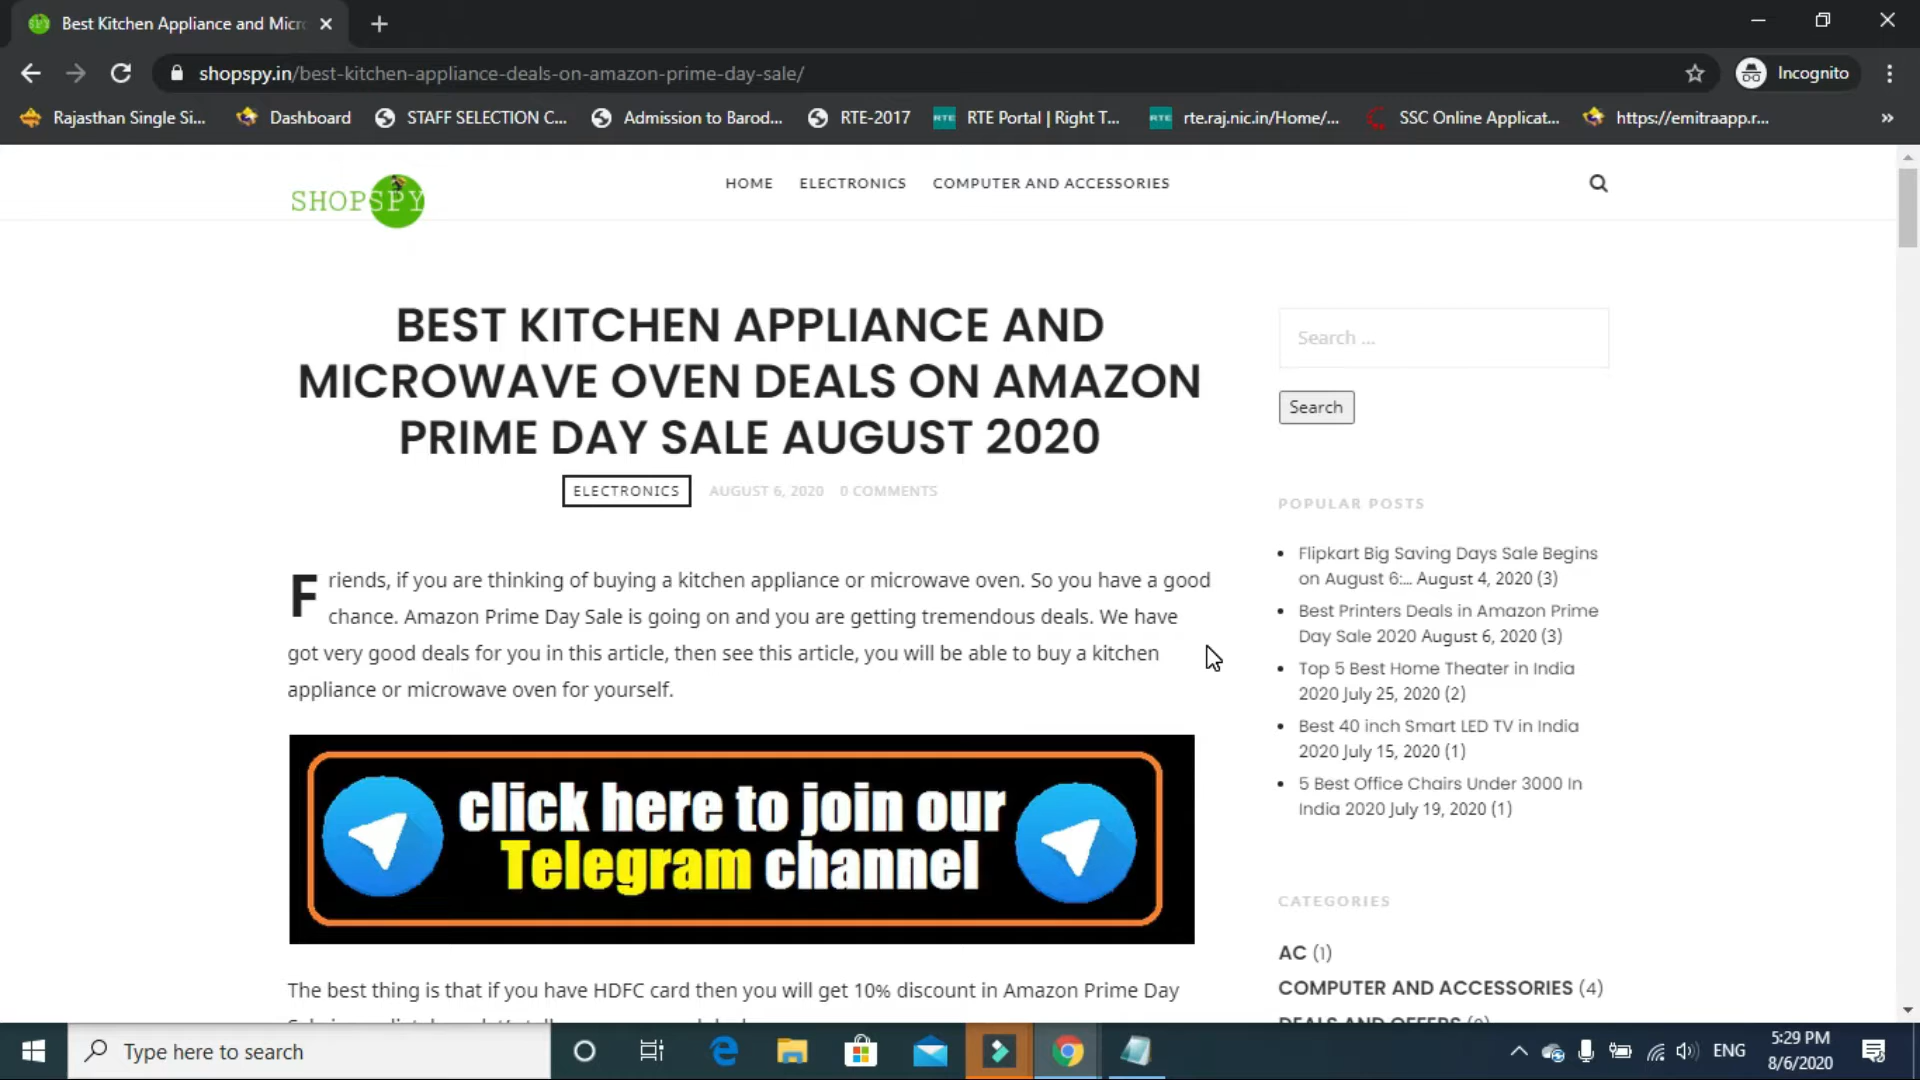 Best Kitchen Appliance and Micr
shopspy.in/best-kitchen-appliance-deals-on-amazon-prime-day-sale/
Incognito
Rajasthan Single Si...
Dashboard
STAFF SELECTION C...
Admission to Barod...
RTE-2017
RTE
RTE Portal | Right T...
RTE
rte.raj.nic.in/Home/...
SSC Online Applicat...
https://emitraapp.r...
SHOPSPY
HOME
ELECTRONICS
COMPUTER AND ACCESSORIES
BEST KITCHEN APPLIANCE AND
MICROWAVE OVEN DEALS ON AMAZON
PRIME DAY SALE AUGUST 2020
ELECTRONICS
AUGUST 6, 2020
0 COMMENTS
Friends, if you are thinking of buying a kitchen appliance or microwave oven. So you have a good
chance. Amazon Prime Day Sale is going on and you are getting tremendous deals. We have
got very good deals for you in this article, then see this article, you will be able to buy a kitchen
appliance or microwave oven for yourself.
click here to join our
Telegram channel
The best thing is that if you have HDFC card then you will get 10% discount in Amazon Prime Day
Search ...
Search
POPULAR POSTS
Flipkart Big Saving Days Sale Begins
on August 6:... August 4, 2020 (3)
Best Printers Deals in Amazon Prime
Day Sale 2020 August 6, 2020 (3)
Top 5 Best Home Theater in India
2020 July 25, 2020 (2)
Best 40 inch Smart LED TV in India
2020 July 15, 2020 (1)
5 Best Office Chairs Under 3000 In
India 2020 July 19, 2020 (1)
CATEGORIES
AC (1)
COMPUTER AND ACCESSORIES (4)
DEALS AND OFFERS
Type here to search
ENG
5:29 PM
8/6/2020